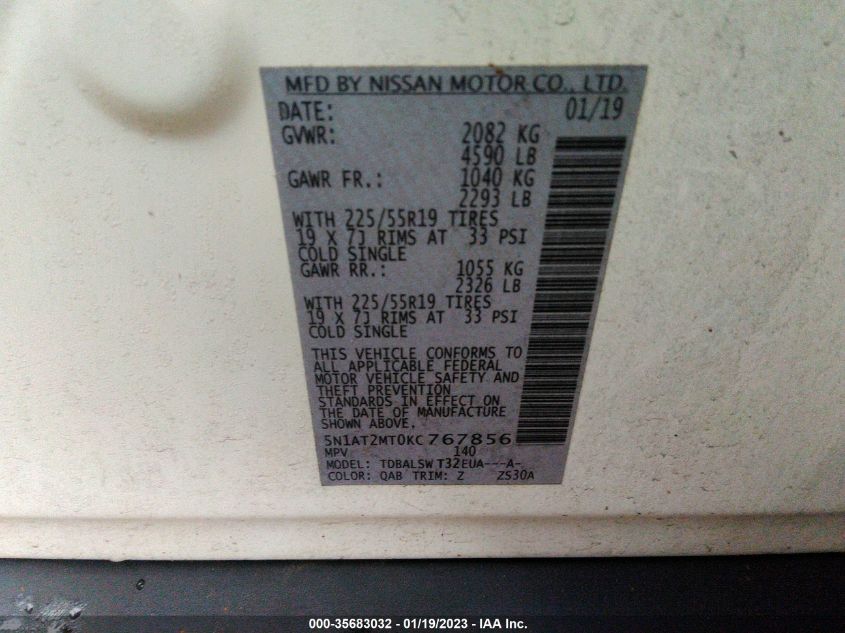 MFD BY NISSAN MOTOR CO., LTD.
DATE: 01/19
GVWR: 2082 KG
4590 LB
GAWR FR.: 1040 KG
2293 LB
WITH 225/55R19 TIRES
19 X 7J RIMS AT 33 PSI
COLD SINGLE
GAWR RR.: 1055 KG
2326 LB
WITH 225/55R19 TIRES
19 X 7J RIMS AT 33 PSI
COLD SINGLE
THIS VEHICLE CONFORMS TO
ALL APPLICABLE FEDERAL
MOTOR VEHICLE SAFETY AND
THEFT PREVENTION
STANDARDS IN EFFECT ON
THE DATE OF MANUFACTURE
SHOWN ABOVE.
5N1AT2MT0KC767856
MPV 140
MODEL: TDBALSW T32EUA---A-
COLOR: QAB TRIM: Z ZS30A
000-35683032 - 01/19/2023 - IAA Inc.